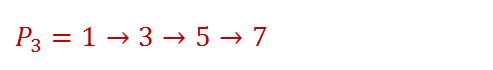 P₃ = 1 → 3 → 5 → 7